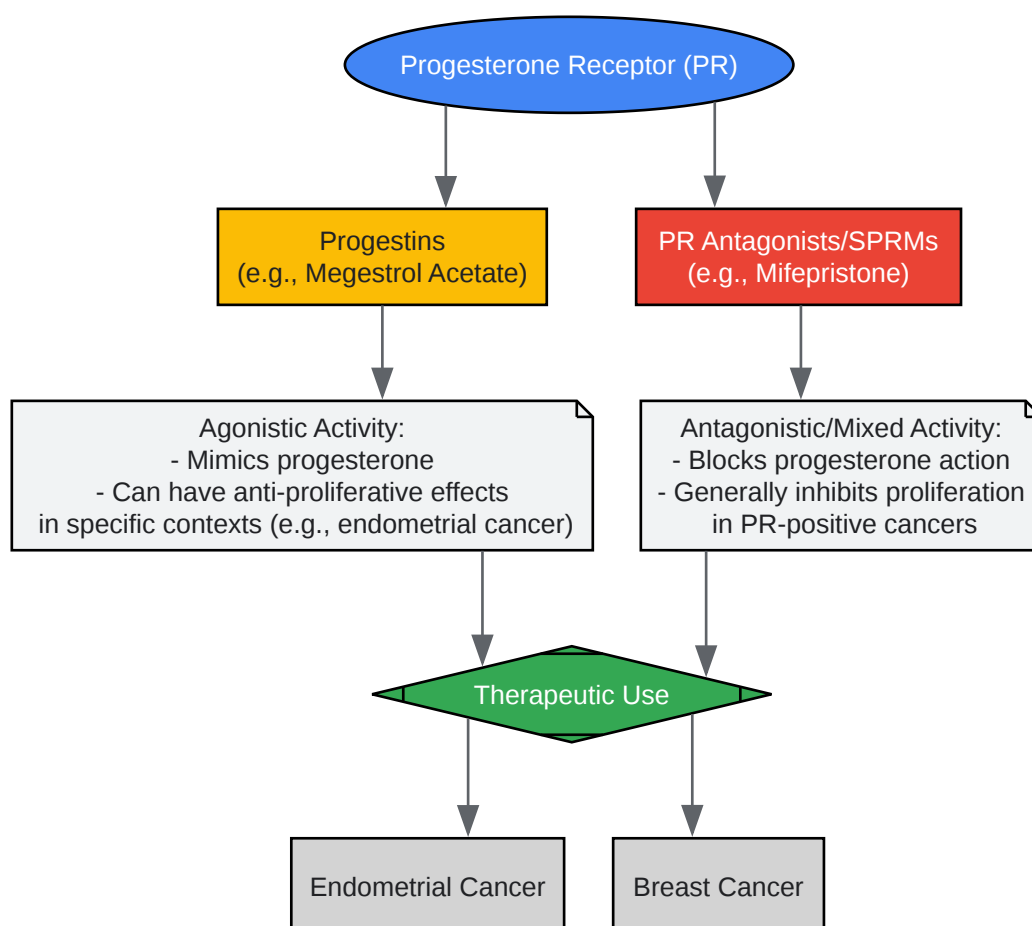 Progesterone Receptor (PR)
Progestins
(e.g., Megestrol Acetate)
PR Antagonists/SPRMs
(e.g., Mifepristone)
Agonistic Activity:
- Mimics progesterone
- Can have anti-proliferative effects
in specific contexts (e.g., endometrial cancer)
Antagonistic/Mixed Activity:
- Blocks progesterone action
- Generally inhibits proliferation
in PR-positive cancers
Therapeutic Use
Endometrial Cancer
Breast Cancer